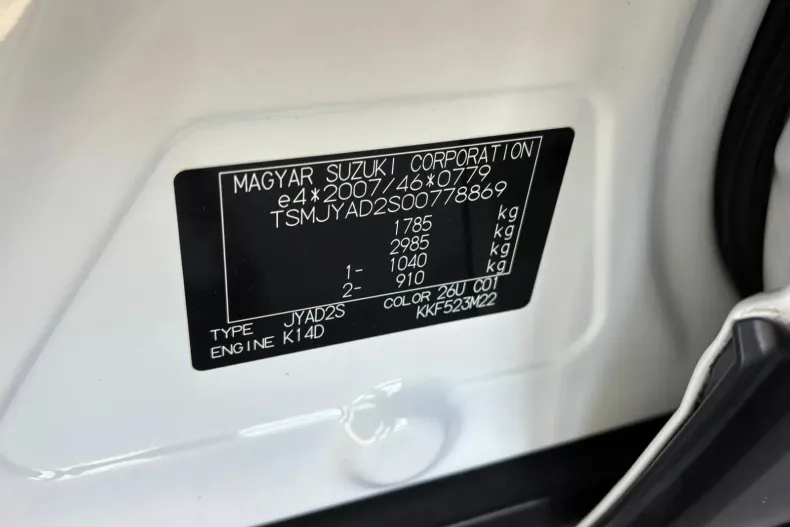 MAGYAR SUZUKI CORPORATION
e4*2007/46*0779
TSMJYAD2S00778869
1785 kg
2985 kg
1- 1040 kg
2- 910 kg
TYPE JYAD2S COLOR 26U C01
ENGINE K14D KKF523M22